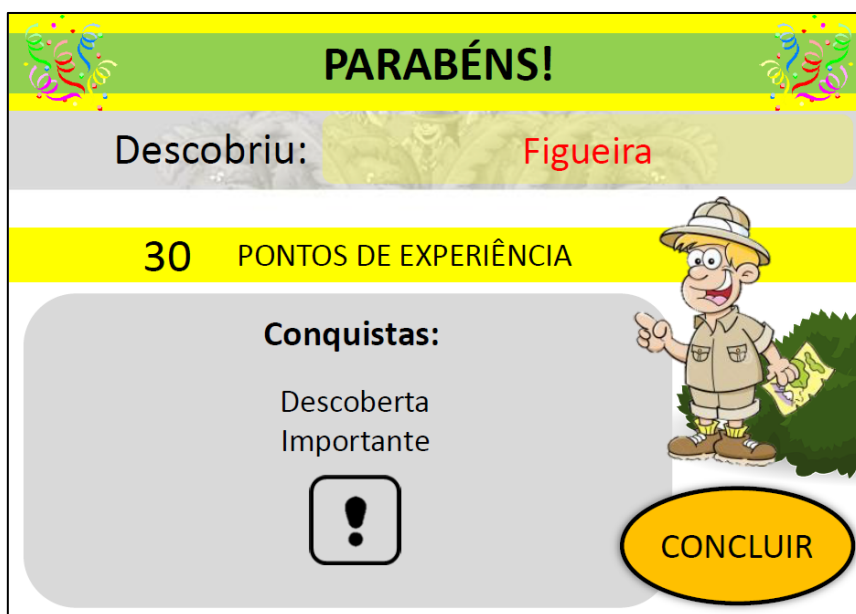 PARABÉNS!
Descobriu: Figueira
30 PONTOS DE EXPERIÊNCIA
Conquistas:
Descoberta
Importante
!
CONCLUIR